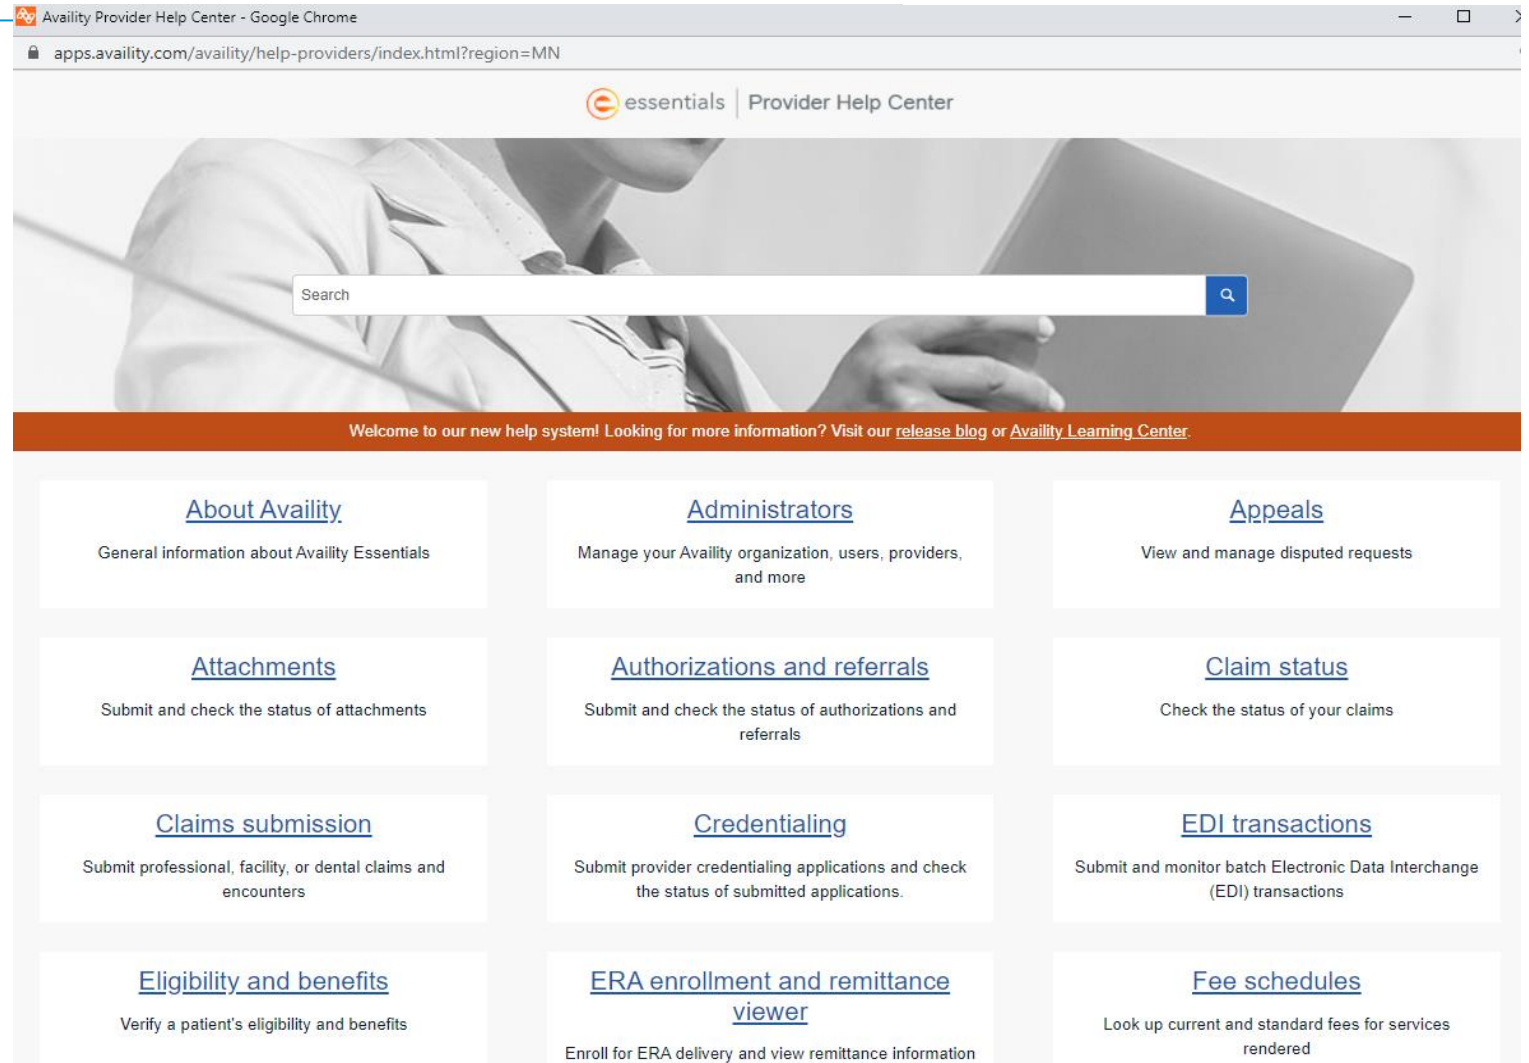 Availity Provider Help Center - Google Chrome
apps.availity.com/availity/help-providers/index.html?region=MN
essentials | Provider Help Center
Search
Welcome to our new help system! Looking for more information? Visit our release blog or Availity Learning Center.
About Availity
General information about Availity Essentials
Administrators
Manage your Availity organization, users, providers,
and more
Appeals
View and manage disputed requests
Attachments
Submit and check the status of attachments
Authorizations and referrals
Submit and check the status of authorizations and
referrals
Claim status
Check the status of your claims
Claims submission
Submit professional, facility, or dental claims and
encounters
Credentialing
Submit provider credentialing applications and check
the status of submitted applications.
EDI transactions
Submit and monitor batch Electronic Data Interchange
(EDI) transactions
Eligibility and benefits
Verify a patient's eligibility and benefits
ERA enrollment and remittance
viewer
Enroll for ERA delivery and view remittance information
Fee schedules
Look up current and standard fees for services
rendered